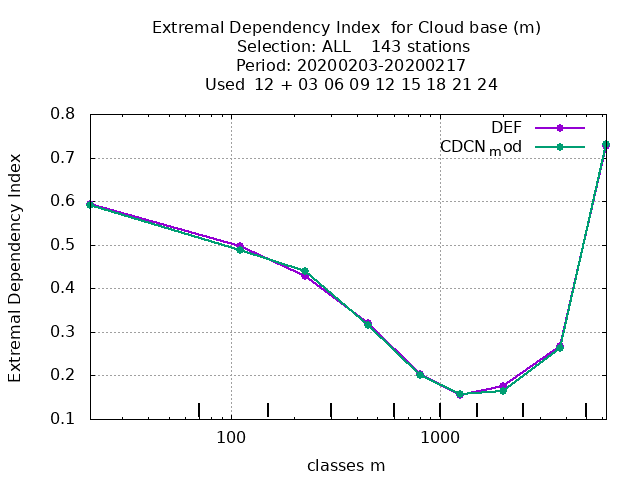 Extremal Dependency Index  for Cloud base (m)
Selection: ALL    143 stations
Period: 20200203-20200217
Used  12 + 03 06 09 12 15 18 21 24
DEF
CDCN_mod
Extremal Dependency Index
0.8
0.7
0.6
0.5
0.4
0.3
0.2
0.1
100
1000
classes m